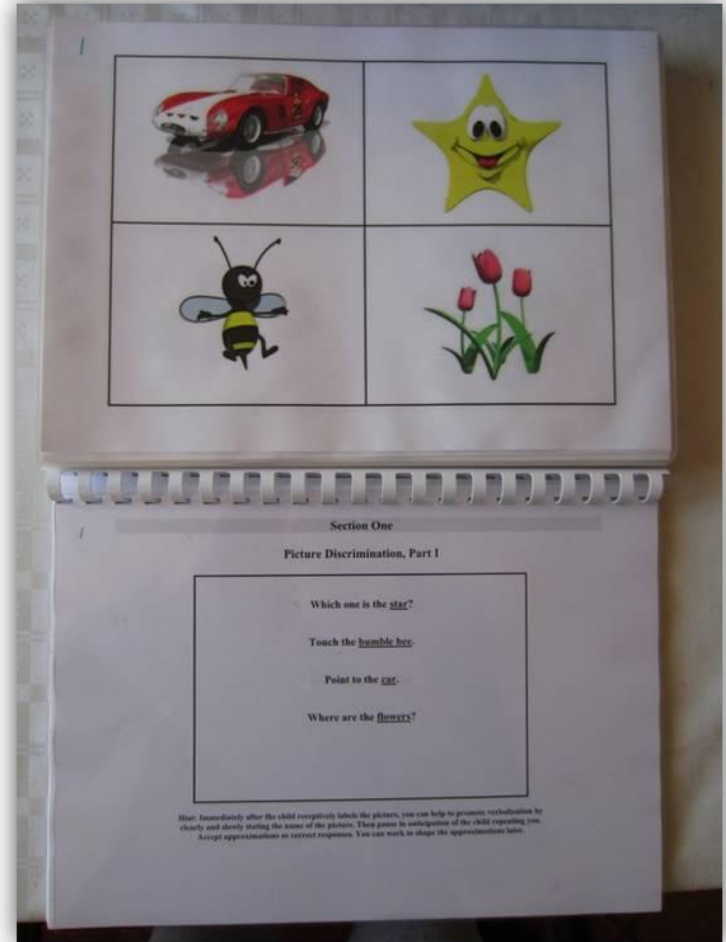 1
1
Section One
Picture Discrimination, Part I
Which one is the star?
Touch the bumble bee.
Point to the car.
Where are the flowers?
Hint: Immediately after the child receptively labels the picture, you can help to promote verbalization by
clearly and slowly stating the name of the picture. Then pause in anticipation of the child repeating you.
Accept approximations as correct responses. You can work to shape the approximations later.